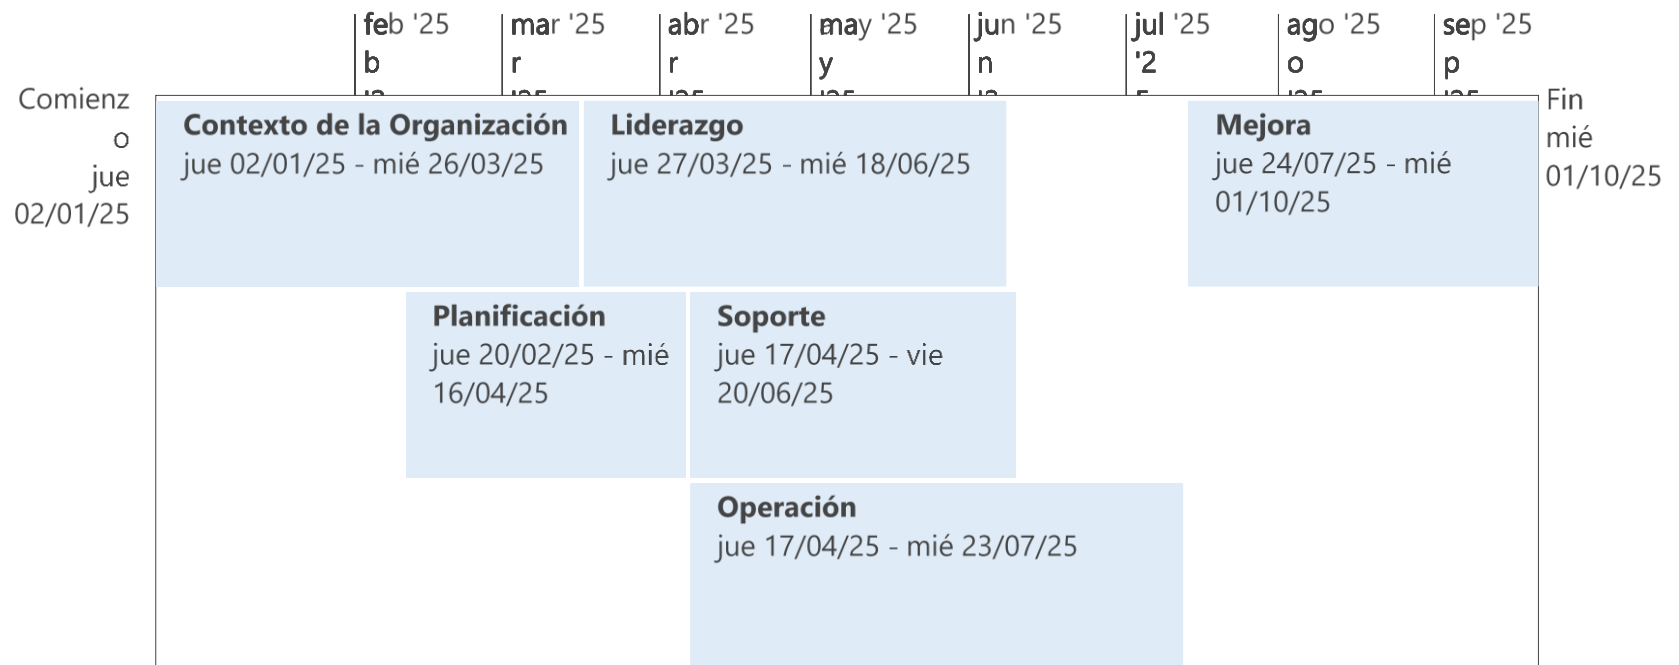 feb '25 mar '25 abr '25 may '25 jun '25 jul '25 ago '25 sep '25
b r r y n '2 o p
Comienz
o
jue
02/01/25
Contexto de la Organización
jue 02/01/25 - mié 26/03/25
Liderazgo
jue 27/03/25 - mié 18/06/25
Mejora
jue 24/07/25 - mié
01/10/25
Fin
mié
01/10/25
Planificación
jue 20/02/25 - mié
16/04/25
Soporte
jue 17/04/25 - vie
20/06/25
Operación
jue 17/04/25 - mié 23/07/25